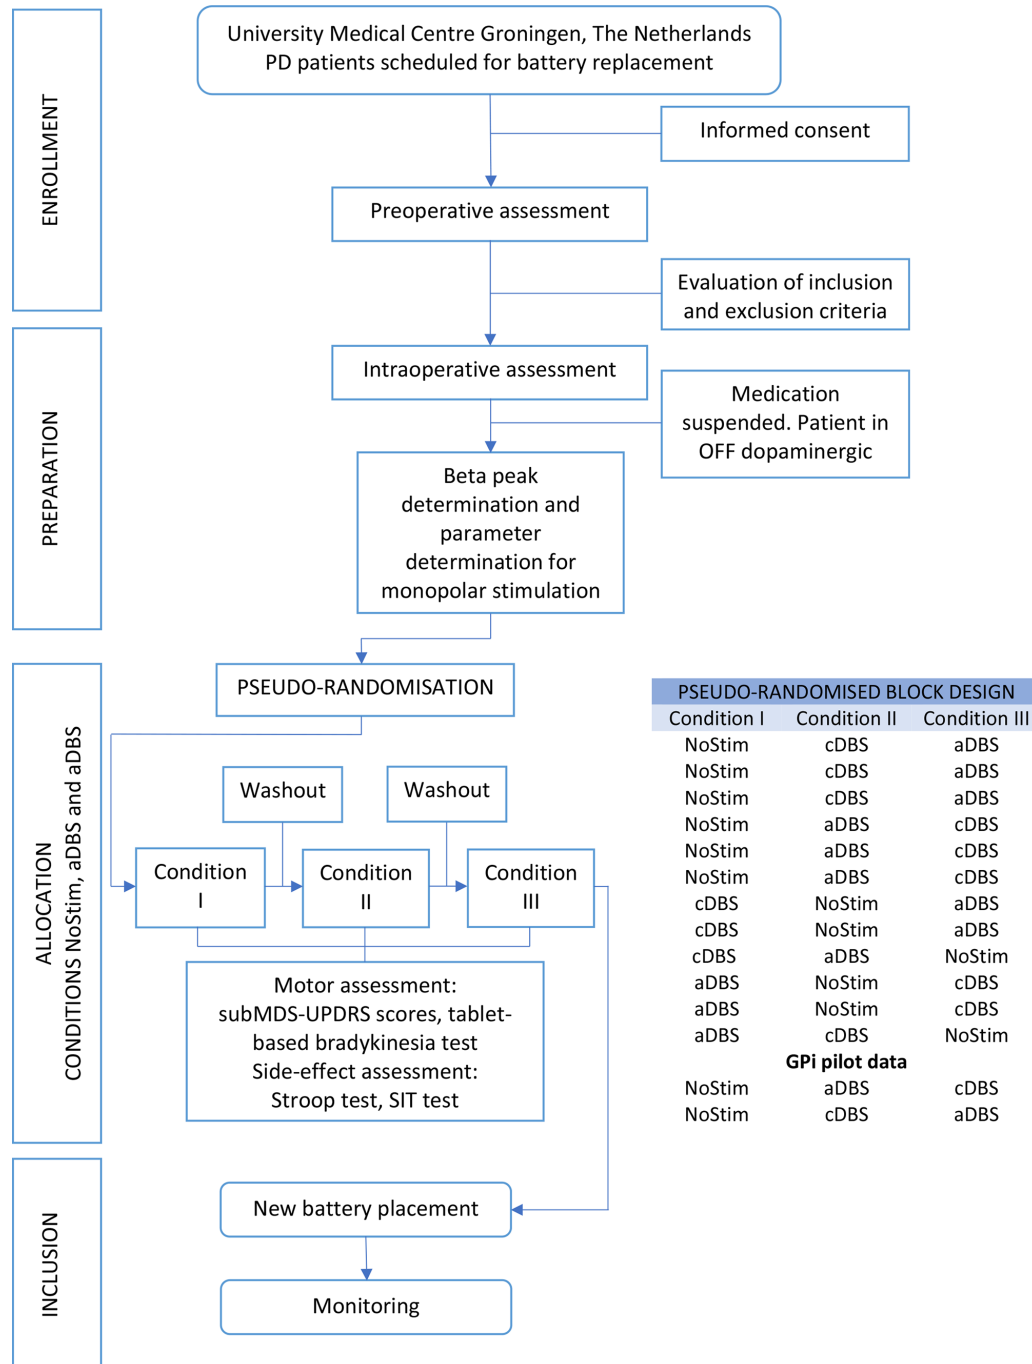 ENROLLMENT
University Medical Centre Groningen, The Netherlands
PD patients scheduled for battery replacement
Informed consent
Preoperative assessment
Evaluation of inclusion
and exclusion criteria
PREPARATION
Intraoperative assessment
Medication
suspended. Patient in
OFF dopaminergic
Beta peak
determination and
parameter
determination for
monopolar stimulation
ALLOCATION
CONDITIONS NoStim, aDBS and aDBS
PSEUDO-RANDOMISATION
Washout
Washout
Condition
I
Condition
II
Condition
III
Motor assessment:
subMDS-UPDRS scores, tablet-
based bradykinesia test
Side-effect assessment:
Stroop test, SIT test
PSEUDO-RANDOMISED BLOCK DESIGN
Condition I Condition II Condition III
NoStim cDBS aDBS
NoStim cDBS aDBS
NoStim cDBS aDBS
NoStim aDBS cDBS
NoStim aDBS cDBS
NoStim aDBS cDBS
cDBS NoStim aDBS
cDBS NoStim aDBS
cDBS aDBS NoStim
aDBS NoStim cDBS
aDBS NoStim cDBS
aDBS cDBS NoStim
GPi pilot data
NoStim aDBS cDBS
NoStim cDBS aDBS
INCLUSION
New battery placement
Monitoring